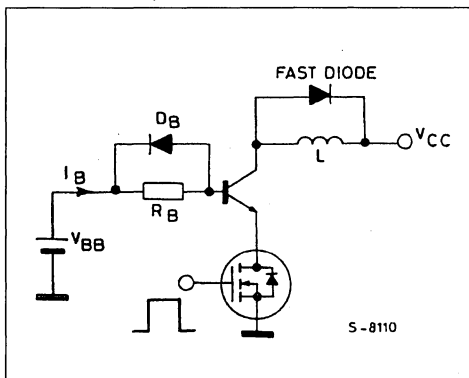 FAST DIODE
D_B
V_CC
L
I_B
R_B
V_BB
S-8110